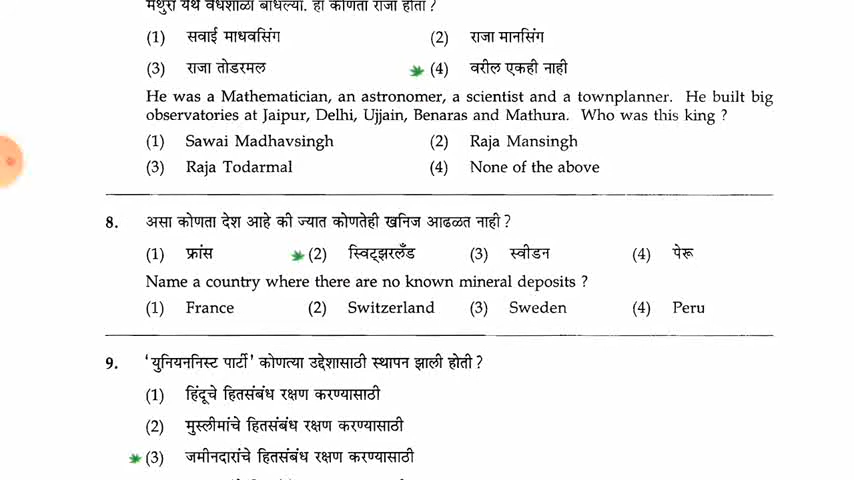 मथुरा येथे वेधशाळा बांधल्या. हा कोणता राजा होता ?
(1) सवाई माधवसिंग (2) राजा मानसिंग
(3) राजा तोडरमल (4) वरील एकही नाही
He was a Mathematician, an astronomer, a scientist and a townplanner. He built big
observatories at Jaipur, Delhi, Ujjain, Benaras and Mathura. Who was this king ?
(1) Sawai Madhavsingh (2) Raja Mansingh
(3) Raja Todarmal (4) None of the above
8. असा कोणता देश आहे की ज्यात कोणतेही खनिज आढळत नाही ?
(1) फ्रांस (2) स्विट्झरलँड (3) स्वीडन (4) पेरू
Name a country where there are no known mineral deposits ?
(1) France (2) Switzerland (3) Sweden (4) Peru
9. 'युनियननिस्ट पार्टी' कोणत्या उद्देशासाठी स्थापन झाली होती ?
(1) हिंदूचे हितसंबंध रक्षण करण्यासाठी
(2) मुस्लीमांचे हितसंबंध रक्षण करण्यासाठी
(3) जमीनदारांचे हितसंबंध रक्षण करण्यासाठी